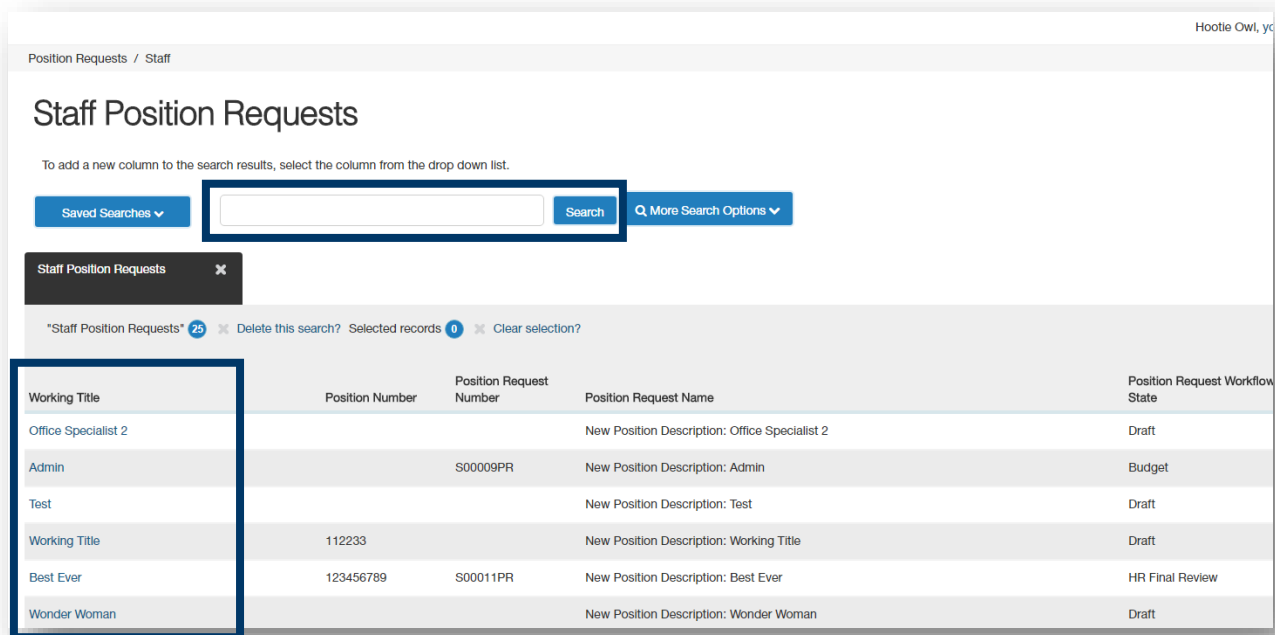 Hootie Owl,
Position Requests / Staff
Staff Position Requests
To add a new column to the search results, select the column from the drop down list.
Saved Searches Search More Search Options
Staff Position Requests
"Staff Position Requests" 25 Delete this search? Selected records 0 Clear selection?
Working Title Position Number Position Request Number Position Request Name Position Request Workflow State
Office Specialist 2 New Position Description: Office Specialist 2 Draft
Admin S00009PR New Position Description: Admin Budget
Test New Position Description: Test Draft
Working Title 112233 New Position Description: Working Title Draft
Best Ever 123456789 S00011PR New Position Description: Best Ever HR Final Review
Wonder Woman New Position Description: Wonder Woman Draft